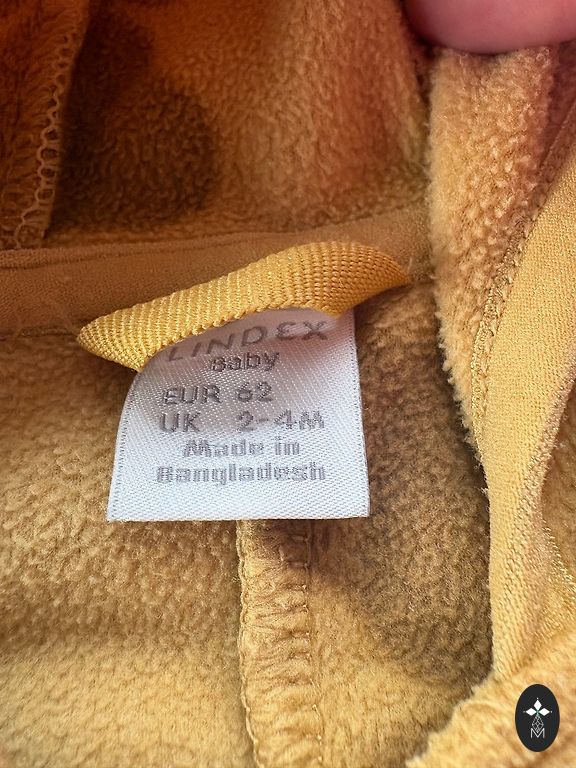 LINDEX
Baby
EUR 62
UK 2-4M
Made in
Bangladesh
M